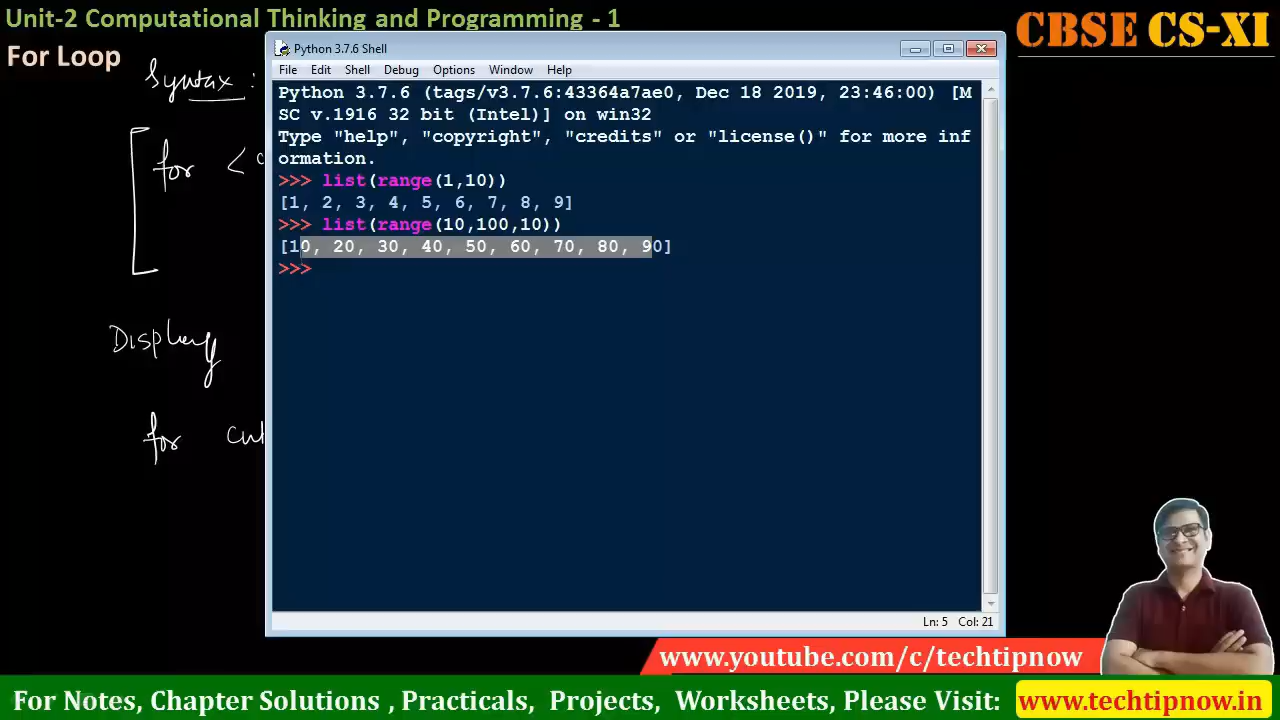 Unit-2 Computational Thinking and Programming - 1
CBSE CS-XI
For Loop
Syntax :
for <
Display
for
Python 3.7.6 Shell
File Edit Shell Debug Options Window Help
Python 3.7.6 (tags/v3.7.6:43364a7ae0, Dec 18 2019, 23:46:00) [M
SC v.1916 32 bit (Intel)] on win32
Type "help", "copyright", "credits" or "license()" for more inf
ormation.
>>> list(range(1,10))
[1, 2, 3, 4, 5, 6, 7, 8, 9]
>>> list(range(10,100,10))
[10, 20, 30, 40, 50, 60, 70, 80, 90]
>>>
Ln: 5 Col: 21
www.youtube.com/c/techtipnow
For Notes, Chapter Solutions , Practicals, Projects, Worksheets, Please Visit: www.techtipnow.in